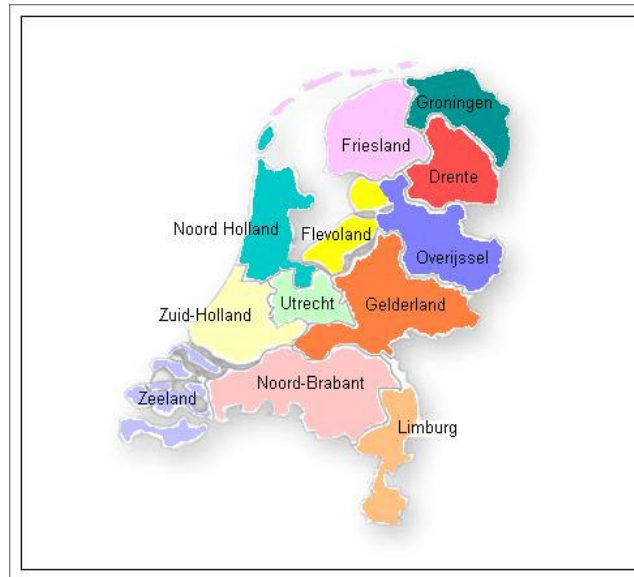 Groningen
Friesland
Drente
Noord Holland
Flevoland
Overijssel
Utrecht
Gelderland
Zuid-Holland
Noord-Brabant
Zeeland
Limburg